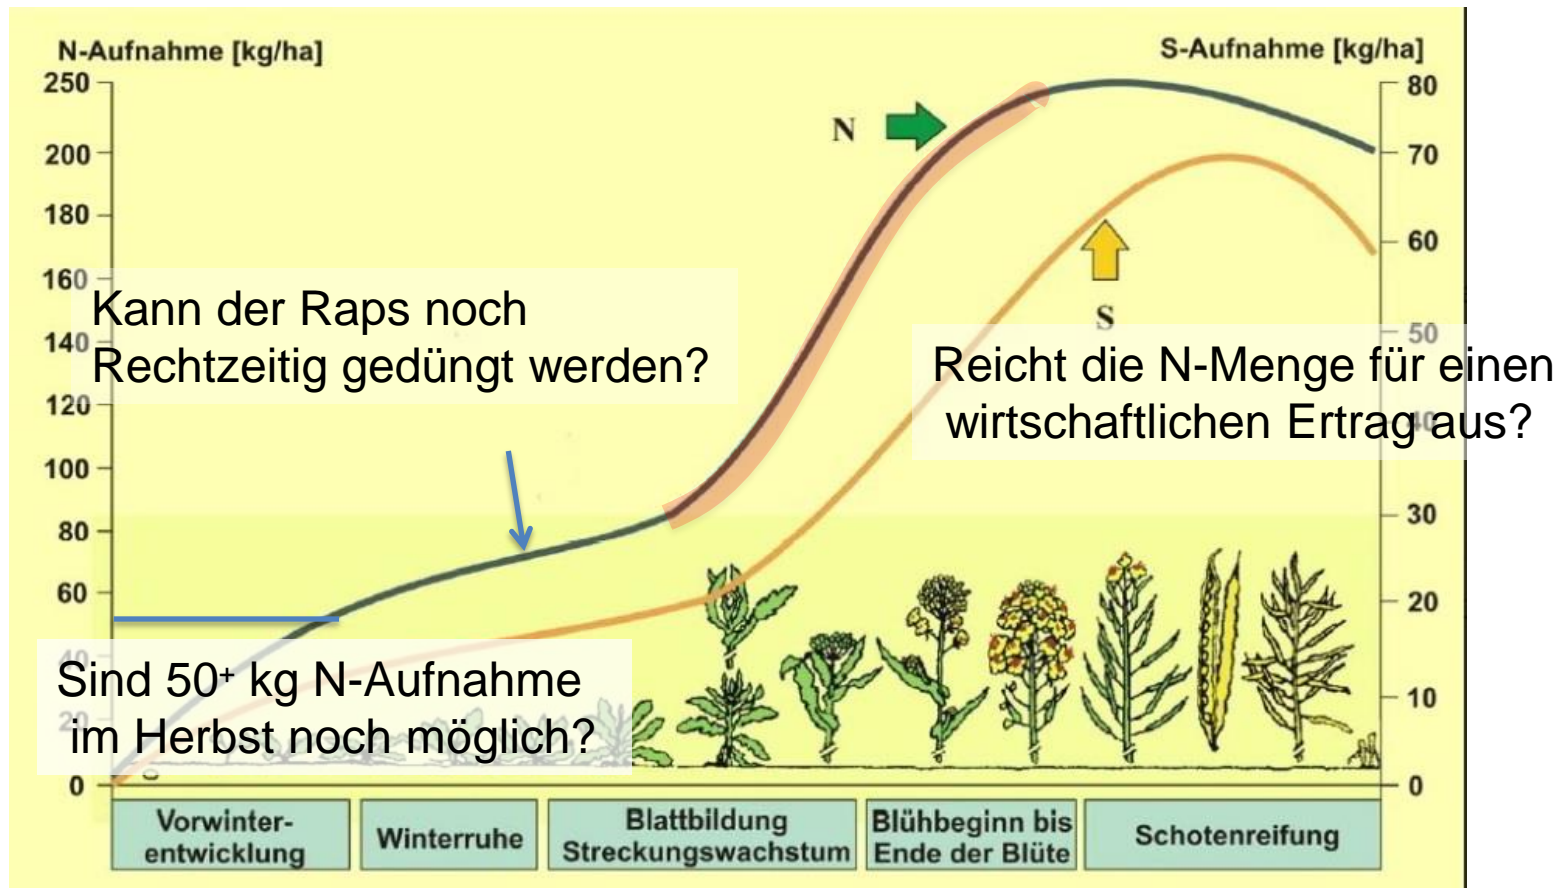 N-Aufnahme [kg/ha]
S-Aufnahme [kg/ha]
250
200
180
160
140
120
100
80
60
40
20
0
80
70
60
50
40
30
20
10
0
N
S
Kann der Raps noch
Rechtzeitig gedüngt werden?
Reicht die N-Menge für einen
wirtschaftlichen Ertrag aus?
Sind 50⁺ kg N-Aufnahme
im Herbst noch möglich?
Vorwinter-
entwicklung
Winterruhe
Blattbildung
Streckungswachstum
Blühbeginn bis
Ende der Blüte
Schotenreifung